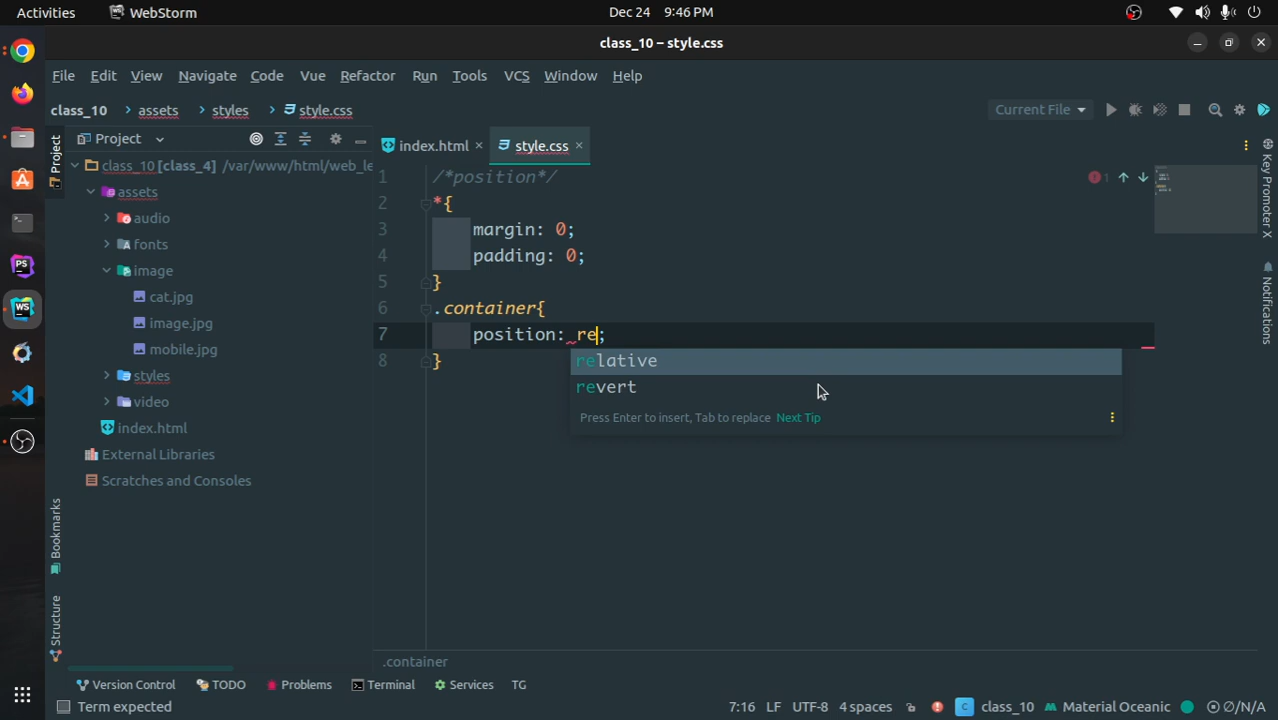 Activities
WebStorm
Dec 24 9:46 PM
class_10 – style.css
File Edit View Navigate Code Vue Refactor Run Tools VCS Window Help
class_10 assets styles style.css
Current File
Project
Project
index.html
style.css
class_10 [class_4] /var/www/html/web_le
assets
audio
fonts
image
cat.jpg
image.jpg
mobile.jpg
styles
video
index.html
External Libraries
Scratches and Consoles
1 /*position*/
2 *{
3 margin: 0;
4 padding: 0;
5 }
6 .container{
7 position: re;
8 }
1
relative
revert
Press Enter to insert, Tab to replace Next Tip
Key Promoter X
Notifications
Bookmarks
Structure
.container
Version Control TODO Problems Terminal Services TG
Term expected
7:16 LF UTF-8 4 spaces C class_10 Material Oceanic Ø/N/A
PS
WS